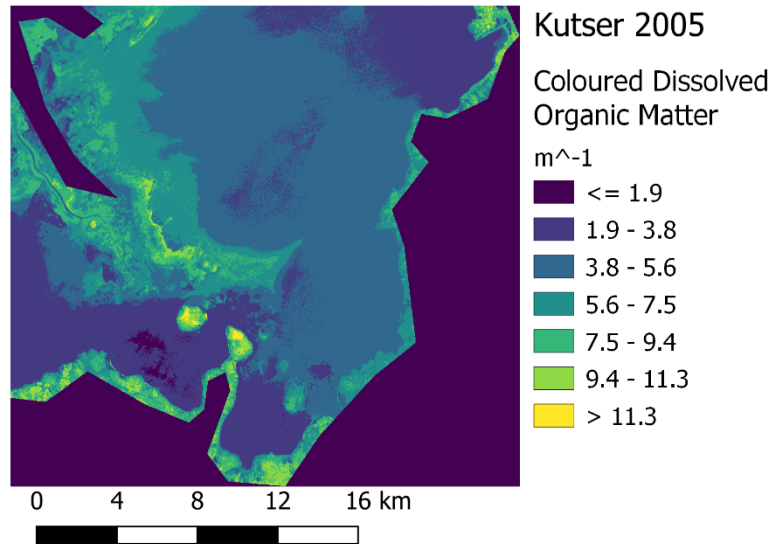 Kutser 2005
Coloured Dissolved
Organic Matter
m^-1
<= 1.9
1.9 - 3.8
3.8 - 5.6
5.6 - 7.5
7.5 - 9.4
9.4 - 11.3
> 11.3
0 4 8 12 16 km